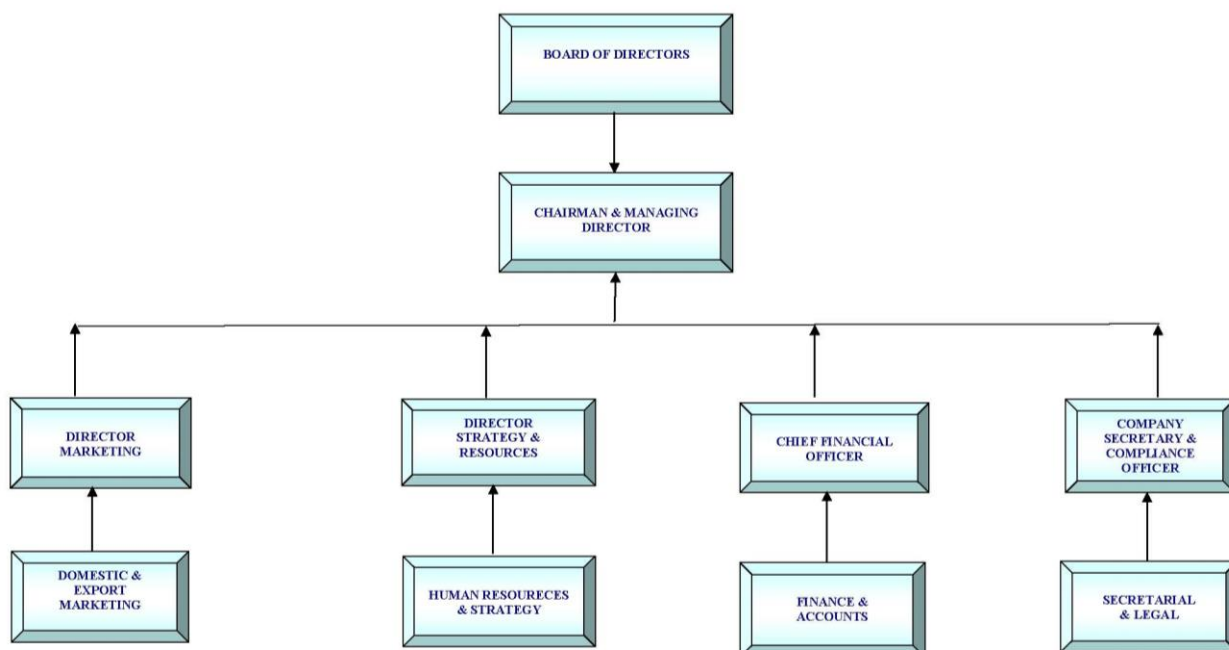 BOARD OF DIRECTORS
CHAIRMAN & MANAGING
DIRECTOR
DIRECTOR
MARKETING
DIRECTOR
STRATEGY &
RESOURCES
CHIEF FINANCIAL
OFFICER
COMPANY
SECRETARY &
COMPLIANCE
OFFICER
DOMESTIC &
EXPORT
MARKETING
HUMAN RESOURECES
& STRATEGY
FINANCE &
ACCOUNTS
SECRETARIAL
& LEGAL